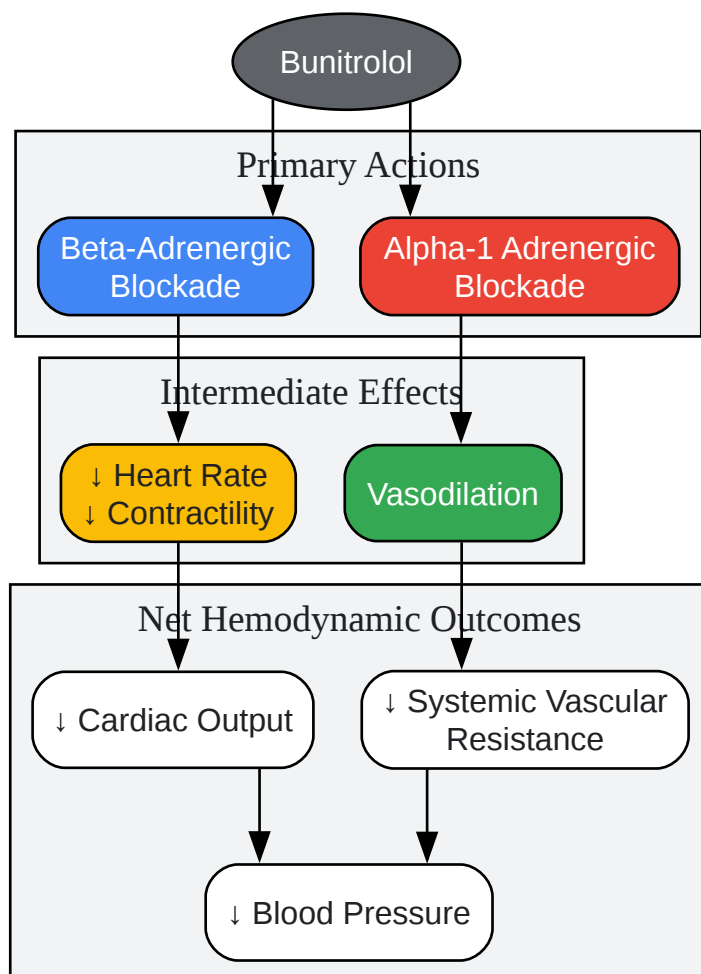 Bunitrolol
Primary Actions
Beta-Adrenergic
Blockade
Alpha-1 Adrenergic
Blockade
Intermediate Effects
↓ Heart Rate
↓ Contractility
Vasodilation
Net Hemodynamic Outcomes
↓ Cardiac Output
↓ Systemic Vascular
Resistance
↓ Blood Pressure